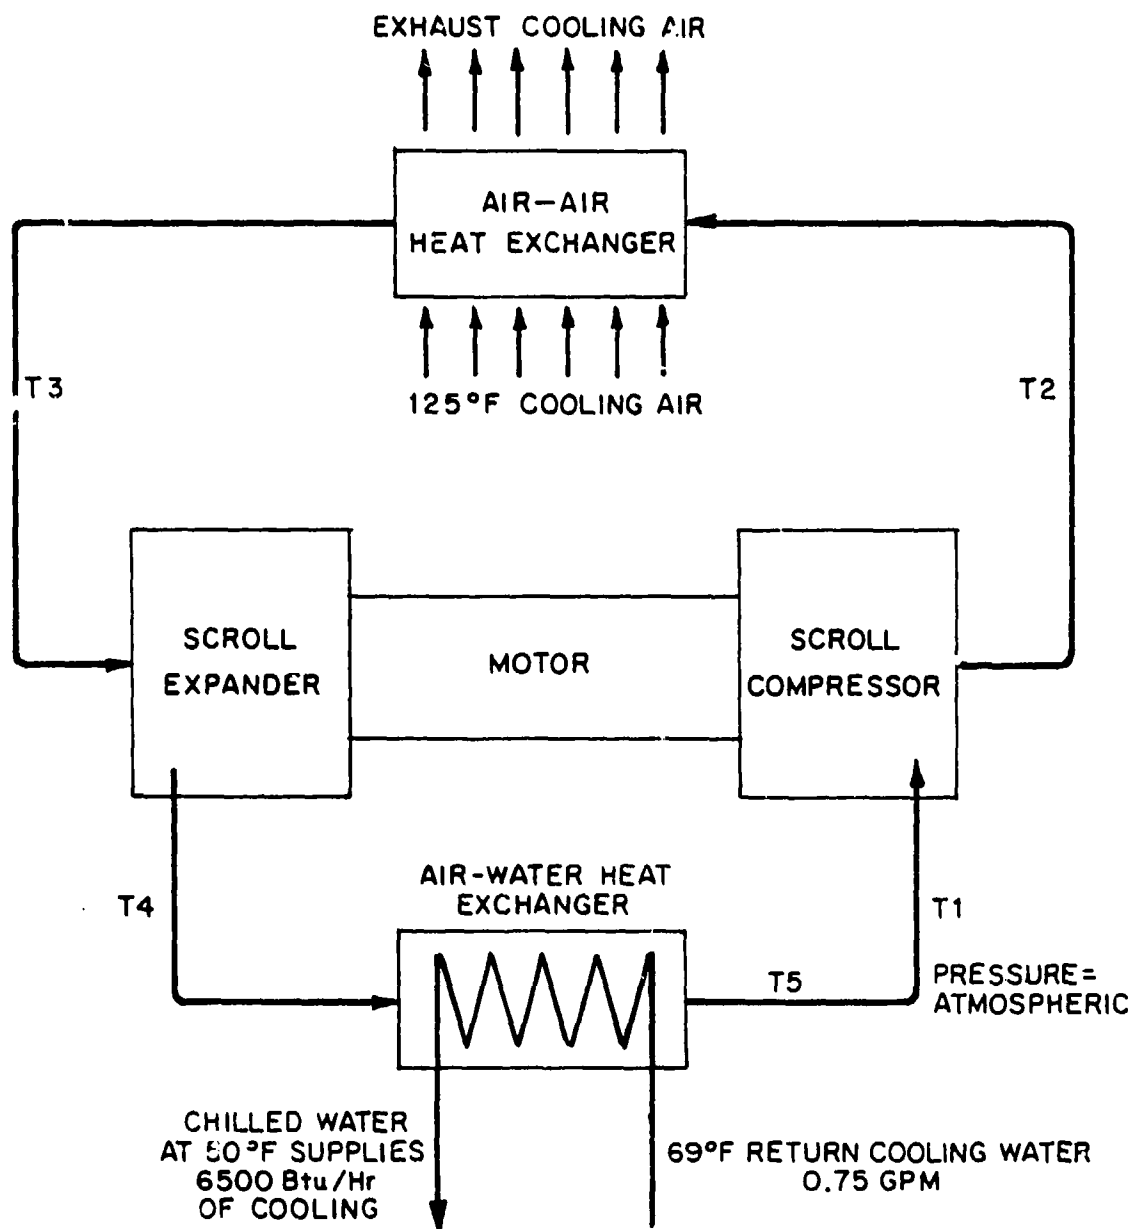 EXHAUST COOLING AIR
AIR-AIR
HEAT EXCHANGER
125°F COOLING AIR
T3
T2
SCROLL
EXPANDER
MOTOR
SCROLL
COMPRESSOR
AIR-WATER HEAT
EXCHANGER
T4
T1
T5
PRESSURE=
ATMOSPHERIC
CHILLED WATER
AT SUPPLIES
6500 Btu/Hr
OF COOLING
69°F RETURN COOLING WATER
0.75 GPM